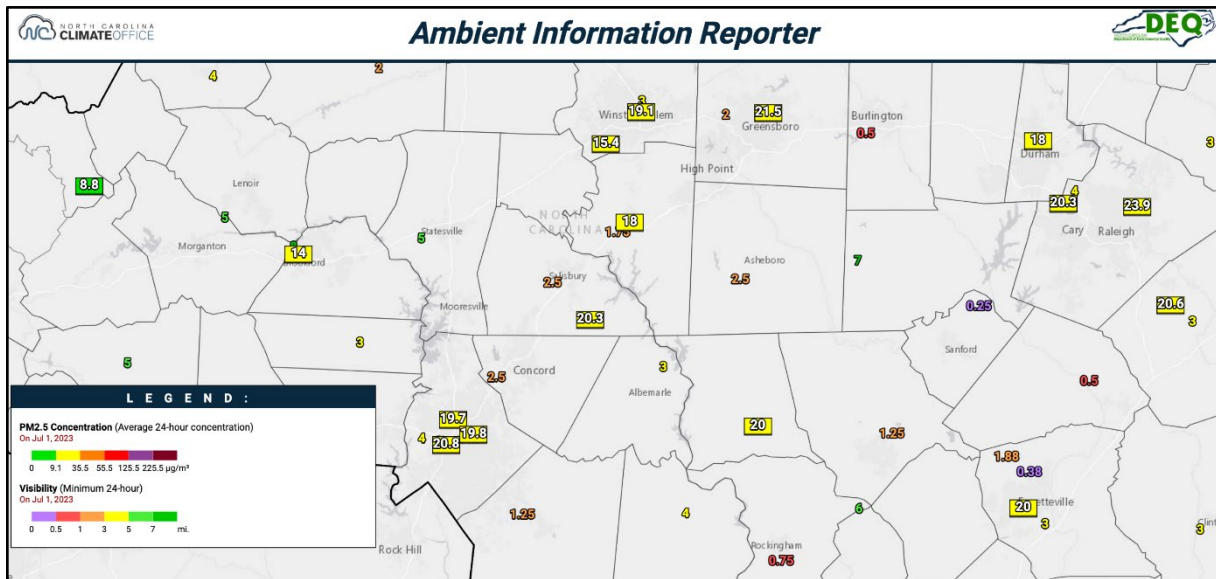 NORTH CAROLINA
CLIMATE OFFICE
Ambient Information Reporter
DEQ
4
2
3
19.1
2
21.5
Greensboro
Burlington
0.5
15.4
High Point
18
Durham
3
8.8
Lenoir
4
20.3
23.9
Cary
Raleigh
5
NORTH
CAROLINA
18
Statesville
5
Morganton
14
7
Asheboro
2.5
Salisbury
2.5
Mooresville
0.25
20.6
20.3
3
3
Sanford
5
Concord
2.5
3
Albemarle
0.5
LEGEND:
PM2.5 Concentration (Average 24-hour concentration)
On Jul 1, 2023
0 9.1 35.5 55.5 125.5 225.5 µg/m³
Visibility (Minimum 24-hour)
On Jul 1, 2023
0 0.5 1 3 5 7 mi.
19.7
4
19.8
20.8
20
1.25
1.88
0.38
20
3
1.25
4
6
3
Rock Hill
Rockingham
0.75